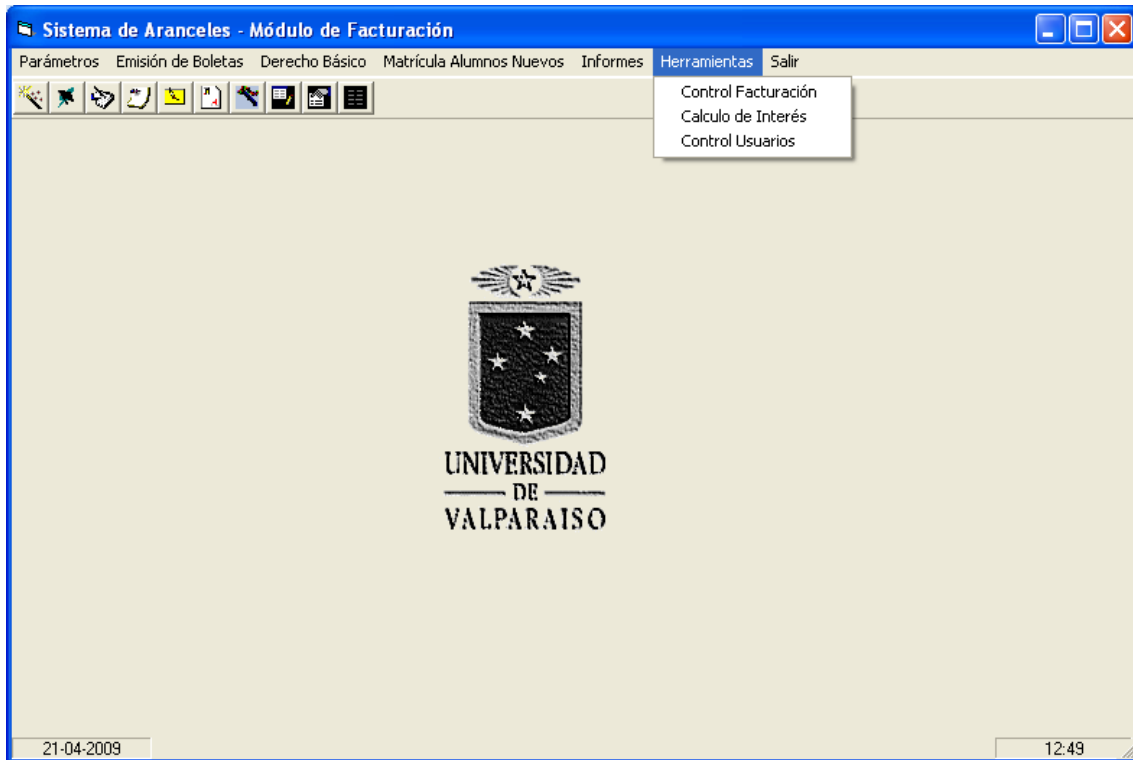 Sistema de Aranceles - Módulo de Facturación
Parámetros Emisión de Boletas Derecho Básico Matrícula Alumnos Nuevos Informes Herramientas Salir
Control Facturación
Calculo de Interés
Control Usuarios
UNIVERSIDAD
DE
VALPARAISO
21-04-2009 12:49